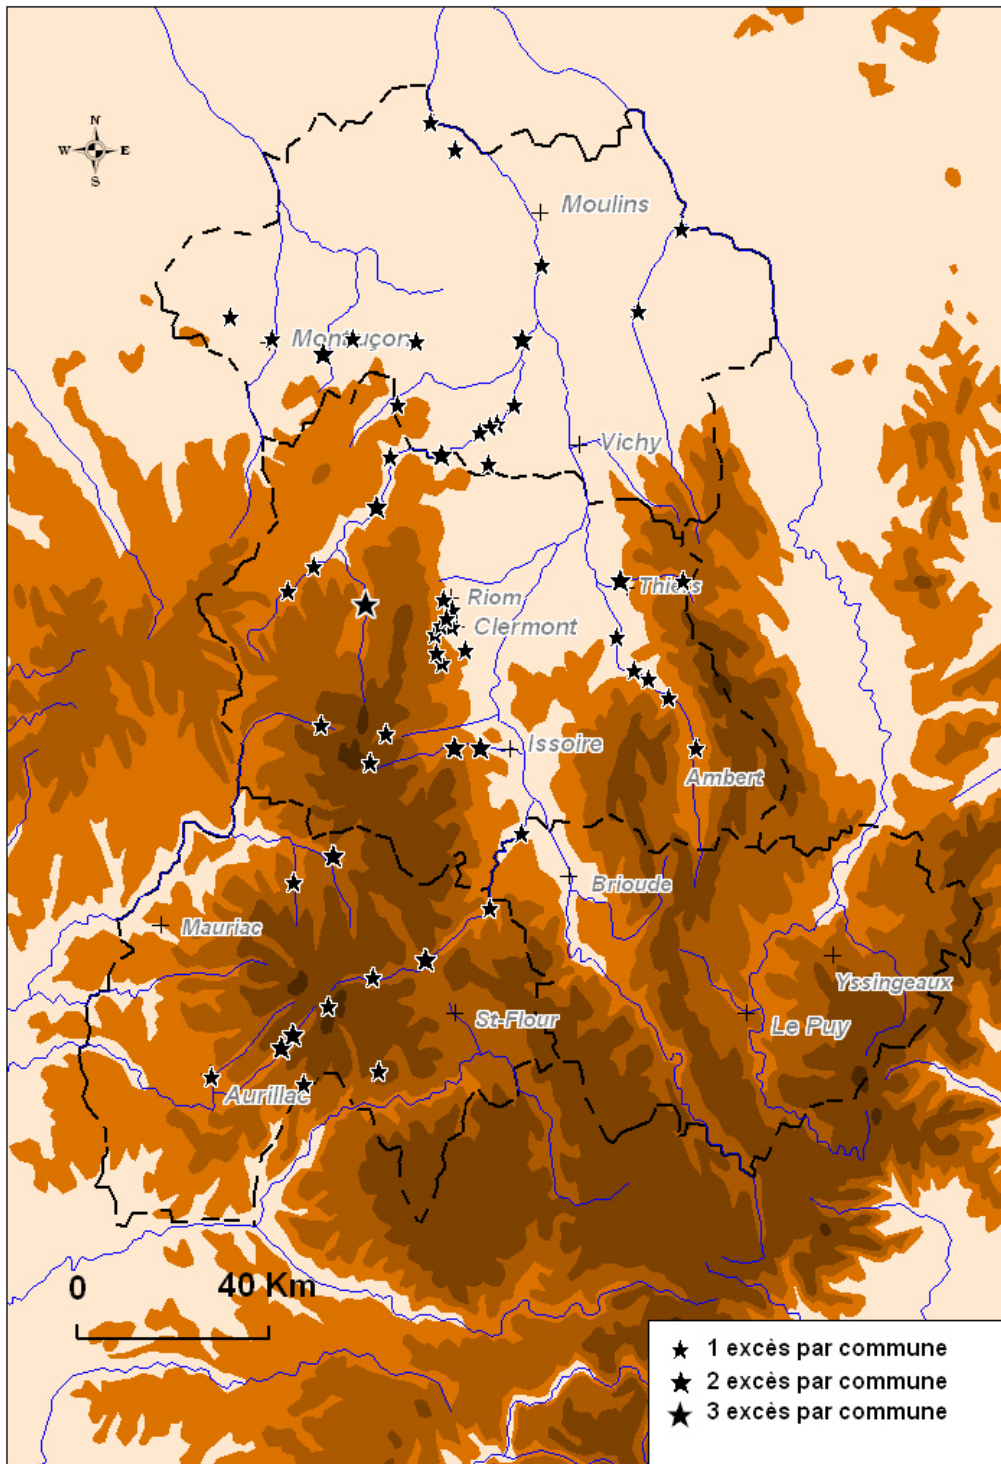 N
W E
S
Moulins
Montluçon
Vichy
Thiers
Riom
Clermont
Issoire
Ambert
Brioude
Mauriac
Yssingeaux
St-Flour
Le Puy
Aurillac
0 40 Km
1 excès par commune
2 excès par commune
3 excès par commune